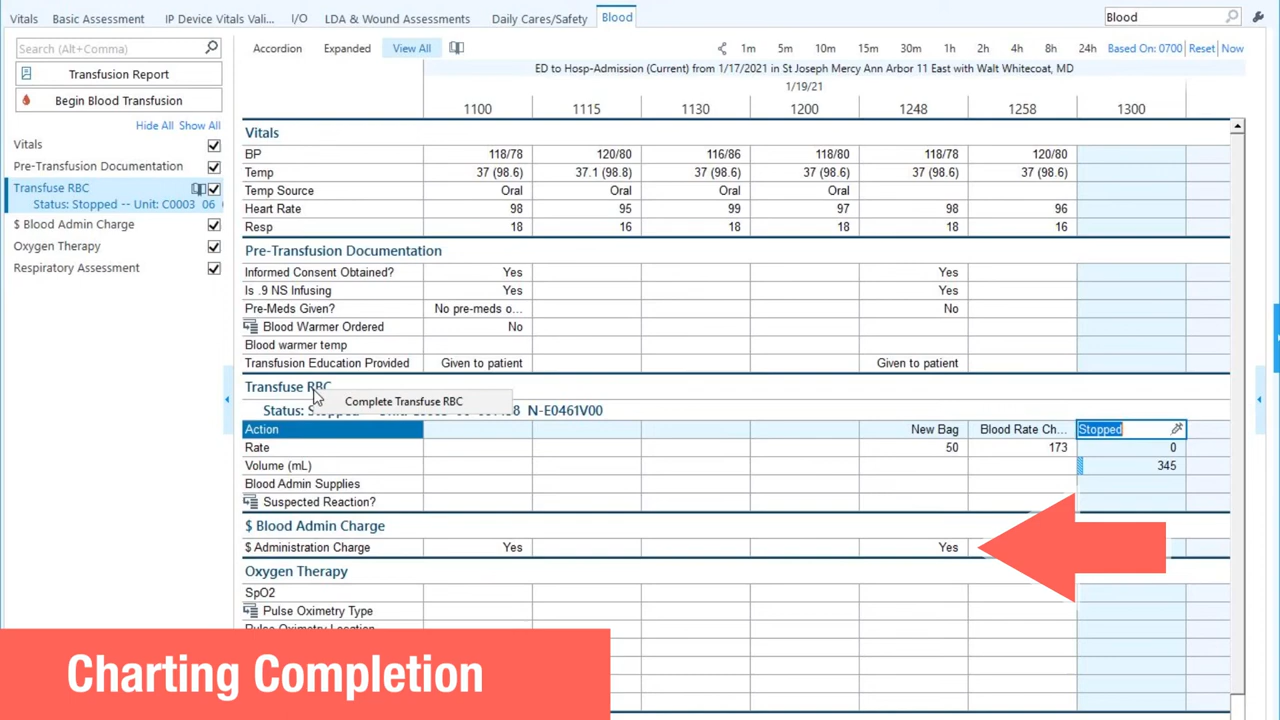 Vitals Basic Assessment IP Device Vitals Vali... I/O LDA & Wound Assessments Daily Cares/Safety Blood Blood
Search (Alt+Comma) Accordion Expanded View All 1m 5m 10m 15m 30m 1h 2h 4h 8h 24h Based On: 0700 Reset Now
Transfusion Report
Begin Blood Transfusion
Hide All Show All
Vitals
Pre-Transfusion Documentation
Transfuse RBC
Status: Stopped -- Unit: C0003 06
$ Blood Admin Charge
Oxygen Therapy
Respiratory Assessment
ED to Hosp-Admission (Current) from 1/17/2021 in St Joseph Mercy Ann Arbor 11 East with Walt Whitecoat, MD
1/19/21
1100 1115 1130 1200 1248 1258 1300
Vitals
BP 118/78 120/80 116/86 118/80 118/78 120/80
Temp 37 (98.6) 37.1 (98.8) 37 (98.6) 37 (98.6) 37 (98.6) 37 (98.6)
Temp Source Oral Oral Oral Oral
Heart Rate 98 95 99 97 98 96
Resp 18 16 18 18 18 16
Pre-Transfusion Documentation
Informed Consent Obtained? Yes Yes
Is .9 NS Infusing Yes Yes
Pre-Meds Given? No pre-meds o... No
Blood Warmer Ordered No
Blood warmer temp
Transfusion Education Provided Given to patient Given to patient
Transfuse RBC
Complete Transfuse RBC
Status: N-E0461V00
Action New Bag Blood Rate Ch... Stopped
Rate 50 173 0
Volume (mL) 345
Blood Admin Supplies
Suspected Reaction?
$ Blood Admin Charge
$ Administration Charge Yes Yes
Oxygen Therapy
SpO2
Pulse Oximetry Type
Pulse Oximetry Location
Charting Completion